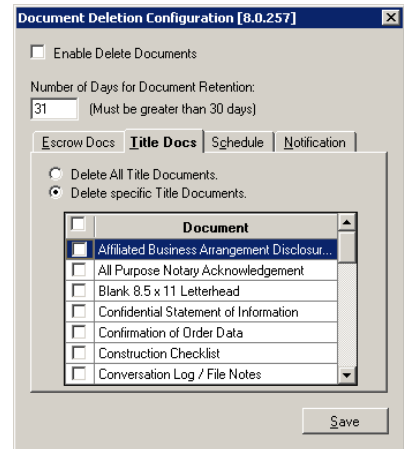 Document Deletion Configuration [8.0.257]
Enable Delete Documents
Number of Days for Document Retention:
31 (Must be greater than 30 days)
Escrow Docs Title Docs Schedule Notification
Delete All Title Documents.
Delete specific Title Documents.
Document
Affiliated Business Arrangement Disclosur...
All Purpose Notary Acknowledgement
Blank 8.5 x 11 Letterhead
Confidential Statement of Information
Confirmation of Order Data
Construction Checklist
Conversation Log / File Notes
Save